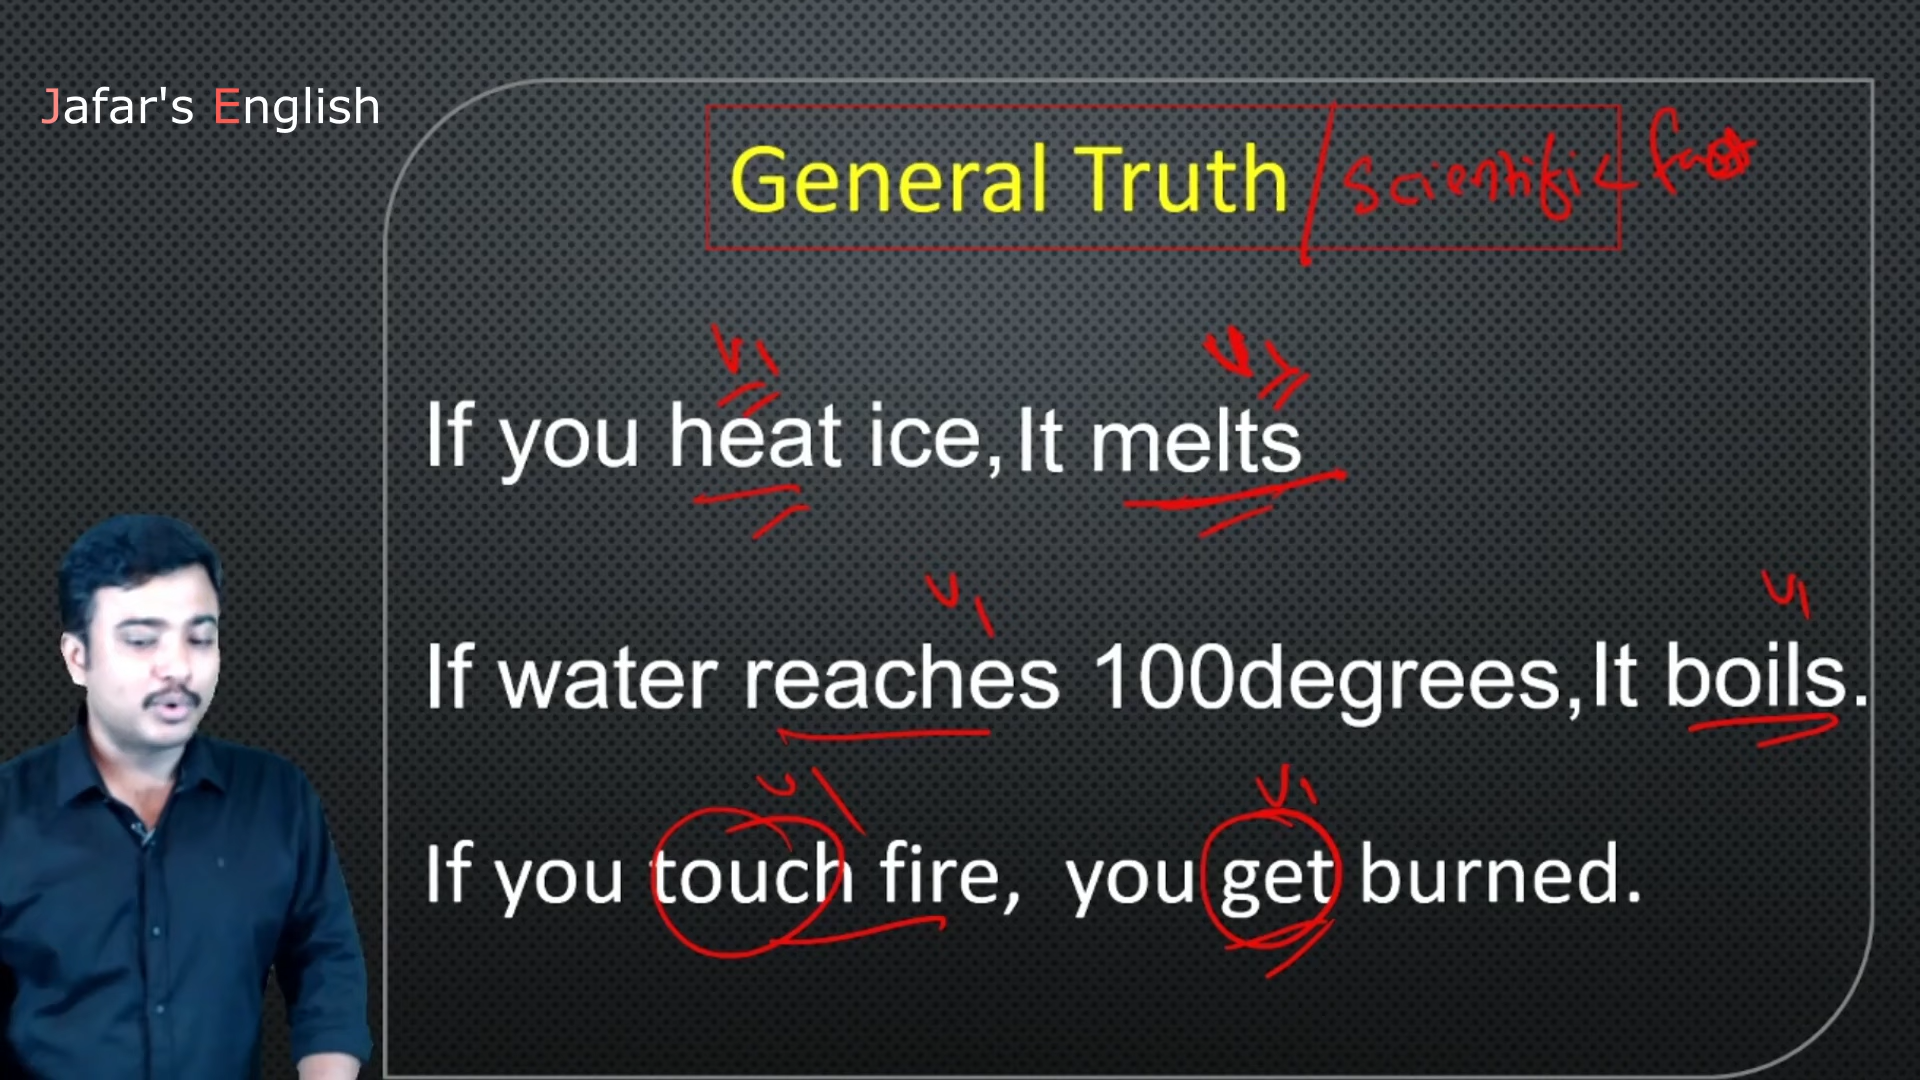 Jafar's English
General Truth / Scientific fact
V1 V1
If you heat ice, It melts
V1 V1
If water reaches 100degrees, It boils.
V1 V1
If you touch fire, you get burned.